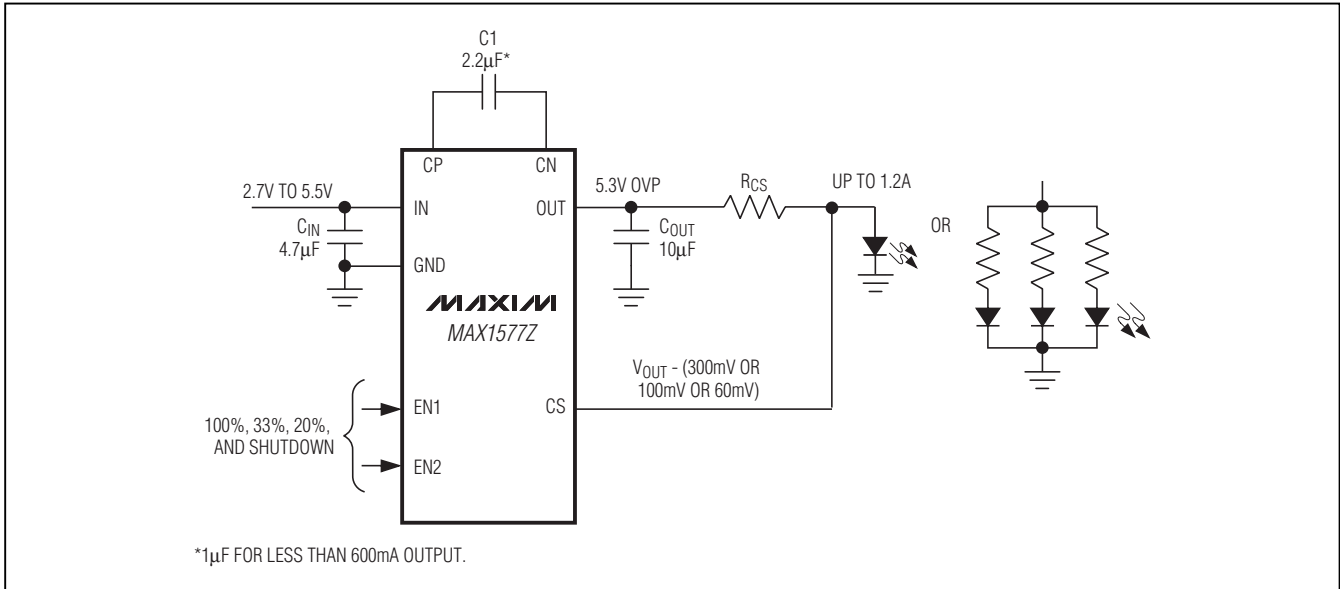 C1
2.2μF*
CP
CN
2.7V TO 5.5V
IN
CIN
4.7μF
GND
5.3V OVP
OUT
COUT
10μF
RCS
UP TO 1.2A
OR
MAXIM
MAX1577Z
VOUT - (300mV OR
100mV OR 60mV)
CS
100%, 33%, 20%,
AND SHUTDOWN
EN1
EN2
*1μF FOR LESS THAN 600mA OUTPUT.